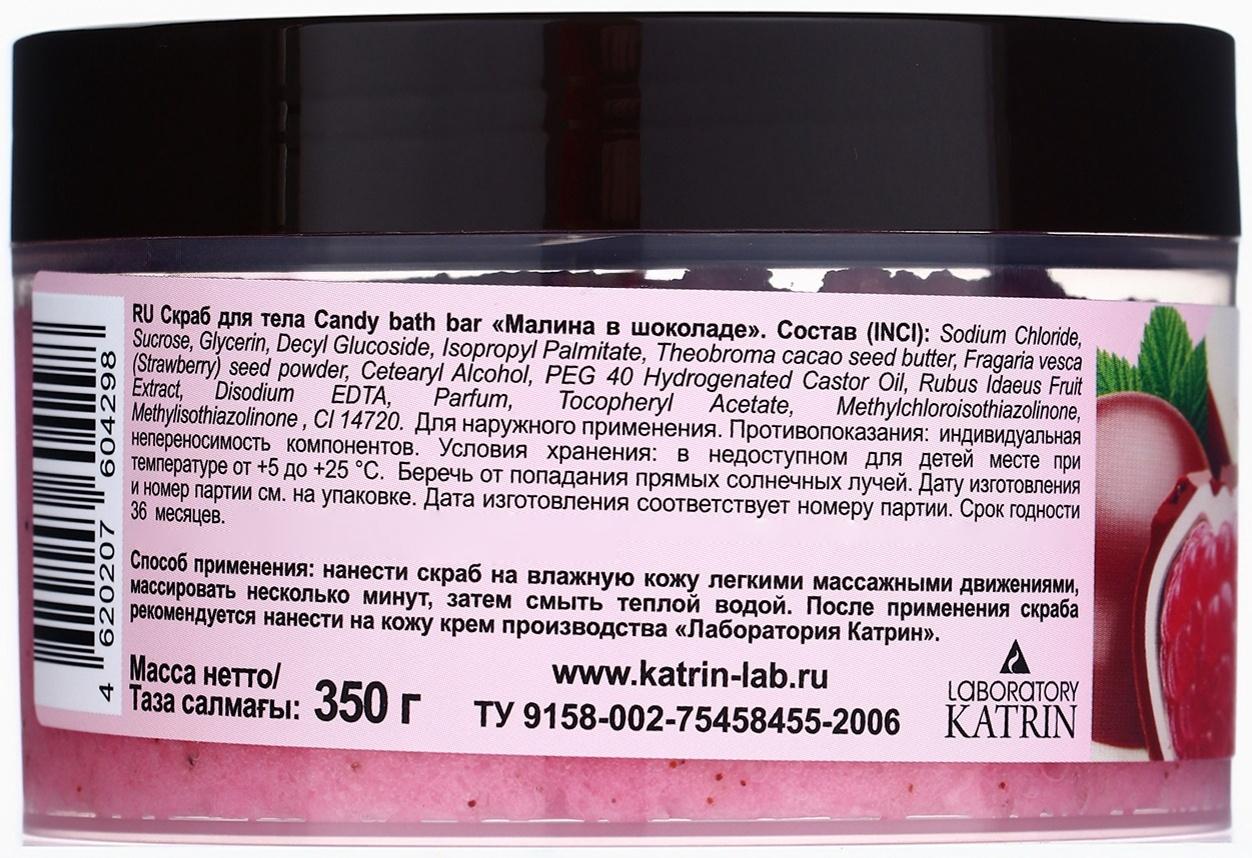 RU Скраб для тела Candy bath bar «Малина в шоколаде». Состав (INCI): Sodium Chloride,
Sucrose, Glycerin, Decyl Glucoside, Isopropyl Palmitate, Theobroma cacao seed butter, Fragaria vesca
(Strawberry) seed powder, Cetearyl Alcohol, PEG 40 Hydrogenated Castor Oil, Rubus Idaeus Fruit
Extract, Disodium EDTA, Parfum, Tocopheryl Acetate, Methylchloroisothiazolinone,
Methylisothiazolinone , CI 14720. Для наружного применения. Противопоказания: индивидуальная
непереносимость компонентов. Условия хранения: в недоступном для детей месте при
температуре от +5 до +25 °С. Беречь от попадания прямых солнечных лучей. Дату изготовления
и номер партии см. на упаковке. Дата изготовления соответствует номеру партии. Срок годности
36 месяцев.
Способ применения: нанести скраб на влажную кожу легкими массажными движениями,
массировать несколько минут, затем смыть теплой водой. После применения скраба
рекомендуется нанести на кожу крем производства «Лаборатория Катрин».
Масса нетто/
Таза салмағы: 350 г
www.katrin-lab.ru
ТУ 9158-002-75458455-2006
LABORATORY
KATRIN
4 620207 604298